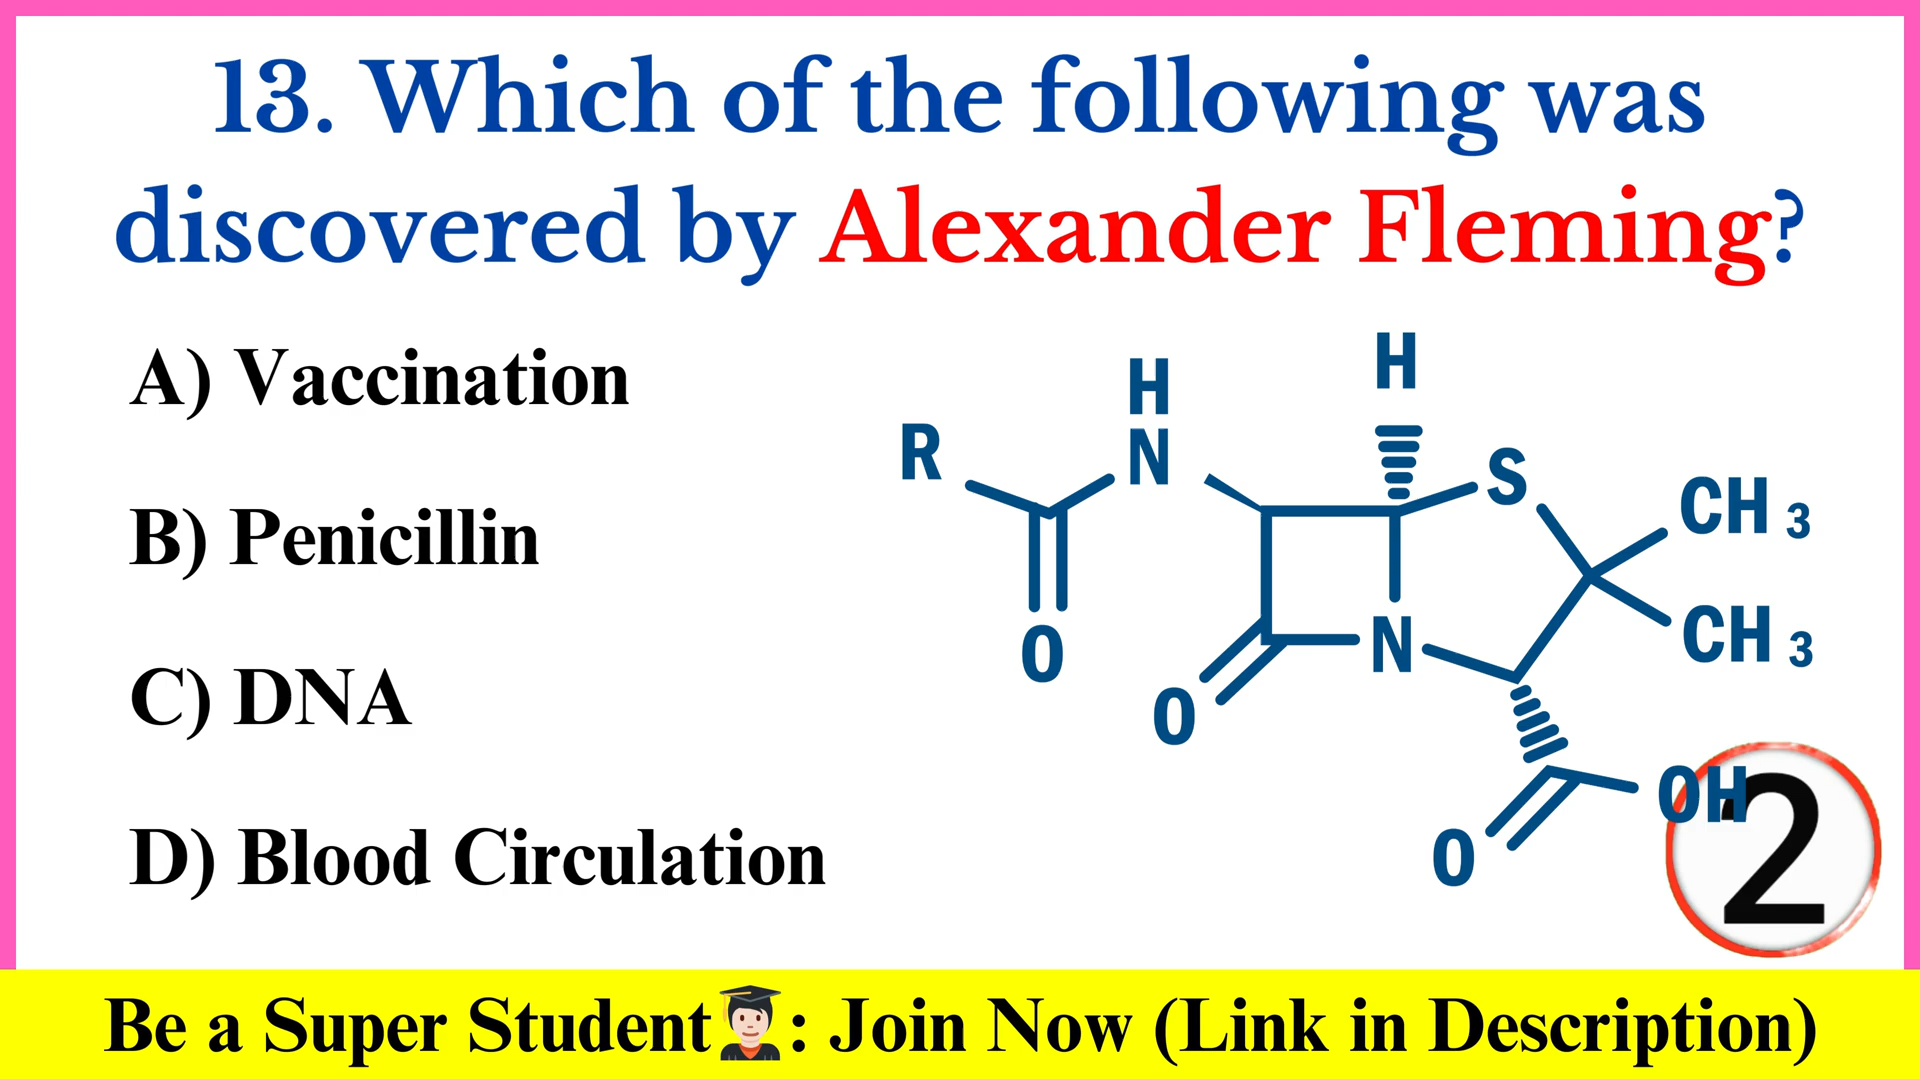 13. Which of the following was
discovered by Alexander Fleming?
A) Vaccination
B) Penicillin
C) DNA
D) Blood Circulation
H
H
R
N
S
CH 3
CH 3
N
O
O
OH
O
2
Be a Super Student🧑🏻‍🎓: Join Now (Link in Description)